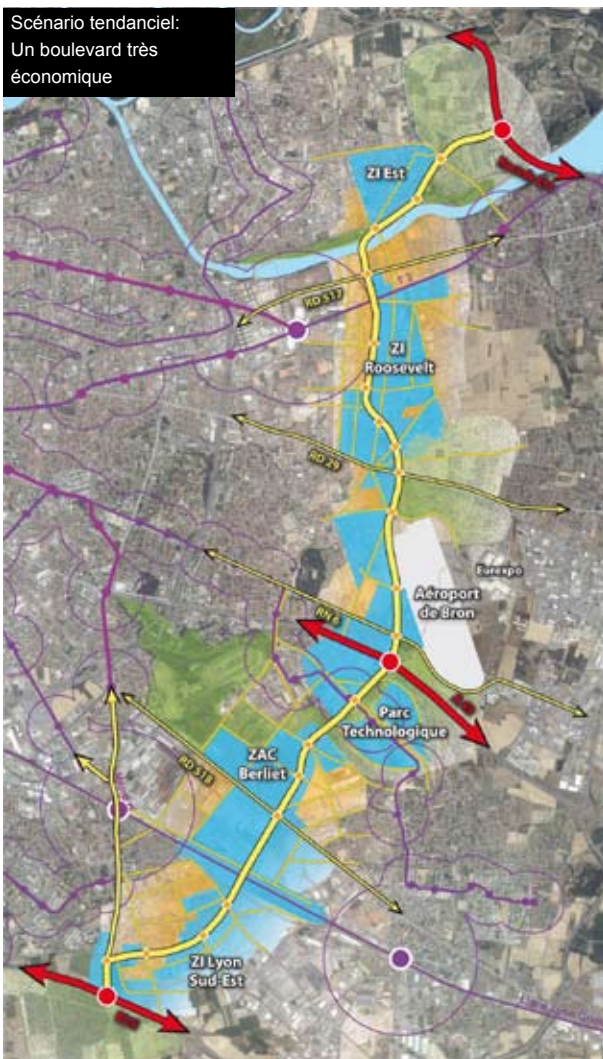 Scénario tendanciel:
Un boulevard très
économique
ZI Est
RD 517
T 3
ZI
Roosevelt
RD 29
Eurexpo
Aéroport
de Bron
RN 6
Parc
Technologique
ZAC
Berliet
RD 518
ZI Lyon
Sud-Est